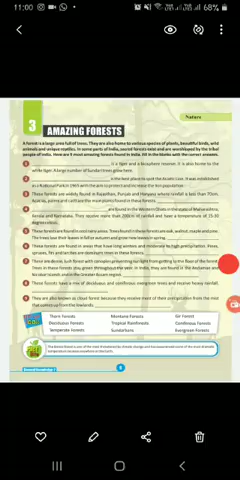 11:00
68%
Nature
3
AMAZING FORESTS
A forest is a large area full of trees. They are also home to various species of plants, beautiful birds, wild
animals and unique reptiles. In some parts of India, sacred forests exist and are worshipped by the tribal
people of India. Here are 8 most amazing forests found in India. Fill in the blanks with the correct answers.
1 is a tiger and a biosphere reserve. It is also home to the
white tiger. A large number of Sundari trees grow here.
2 is the best place to spot the Asiatic Lion. It was established
as a National Park in 1965 with the aim to protect and increase the lion population.
3 These forests are widely found in Rajasthan, Punjab and Haryana where rainfall is less than 70cm.
Acacias, palms and cacti are the main plants found in these forests.
4 are found in the Western Ghats in the states of Maharashtra,
Kerala and Karnataka. They receive more than 200cm of rainfall and have a temperature of 15-30
degrees celsius.
5 These forests are found in cool rainy areas. Trees found in these forests are oak, walnut, maple and
The trees lose their leaves in fall or autumn and grow new leaves in spring.
6 These forests are found in areas that have long winters and moderate to high precipitation. Pines,
spruces, firs and larches are dominant trees in these forests.
7 These are dense, lush forest with canopies preventing sunlight from getting to the floor of the forest.
Trees in these forests stay green throughout the year. In India, they are found in the Andaman and
Nicobar Islands and in the
8 These forests have a mix of deciduous and coniferous evergreen trees and receive heavy rainfall.
9 They are also known as cloud forest because they receive most of their precipitation from the mist
that comes up from the lowlands.
Thorn Forests
Montane Forests
Gir Forest
Deciduous Forests
Tropical Rainforests
Coniferous Forests
Temperate Forests
Sundarbans
Evergreen Forests